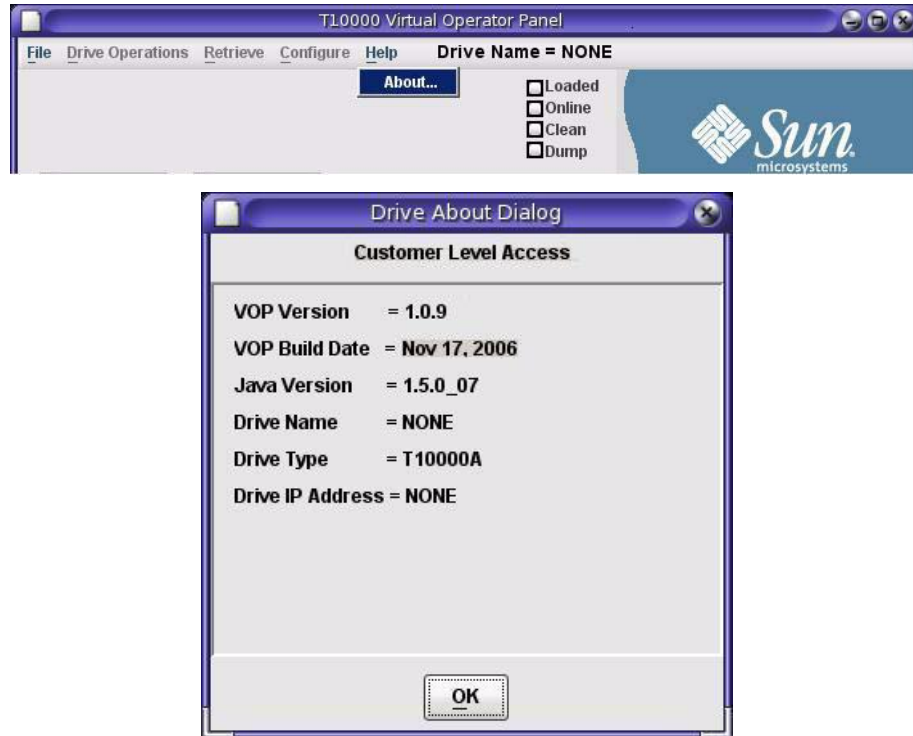 T10000 Virtual Operator Panel
File Drive Operations Retrieve Configure Help Drive Name = NONE
About...
Loaded
Online
Clean
Dump
Sun
microsystems
Drive About Dialog
Customer Level Access
VOP Version = 1.0.9
VOP Build Date = Nov 17, 2006
Java Version = 1.5.0_07
Drive Name = NONE
Drive Type = T10000A
Drive IP Address = NONE
OK